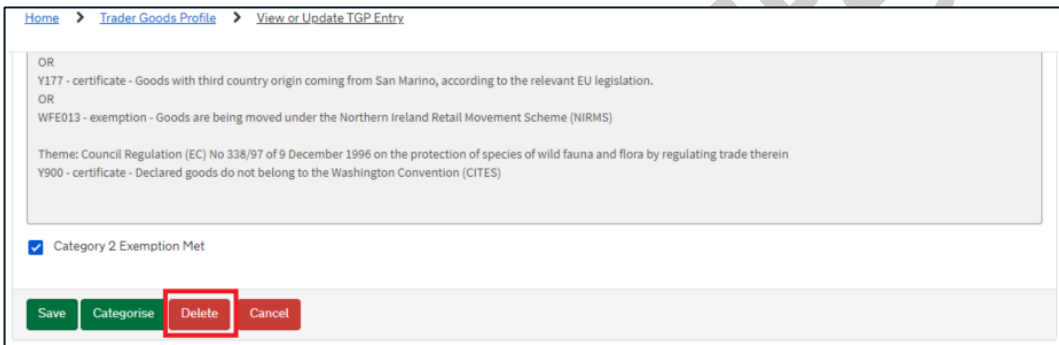 Home > Trader Goods Profile > View or Update TGP Entry
OR
Y177 - certificate - Goods with third country origin coming from San Marino, according to the relevant EU legislation.
OR
WFE013 - exemption - Goods are being moved under the Northern Ireland Retail Movement Scheme (NIRMS)
Theme: Council Regulation (EC) No 338/97 of 9 December 1996 on the protection of species of wild fauna and flora by regulating trade therein
Y900 - certificate - Declared goods do not belong to the Washington Convention (CITES)
Category 2 Exemption Met
Save Categorise Delete Cancel